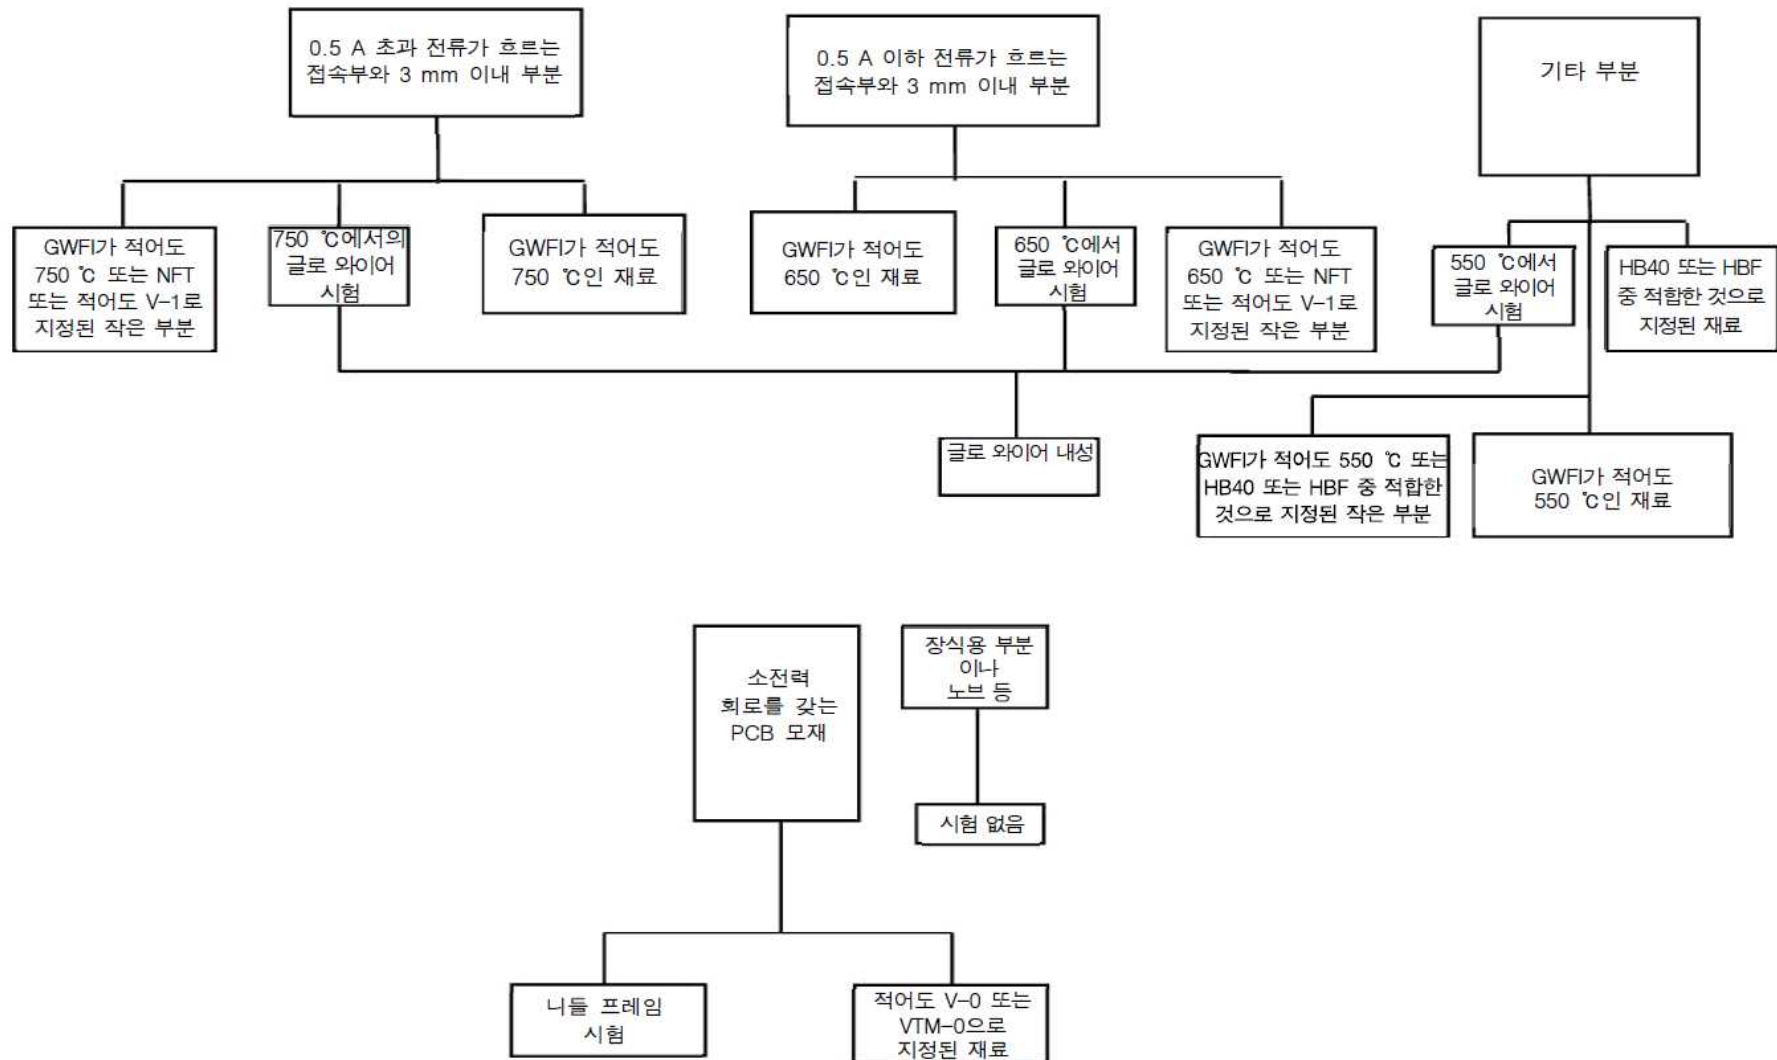 0.5 A 초과 전류가 흐르는
접속부와 3 mm 이내 부분
0.5 A 이하 전류가 흐르는
접속부와 3 mm 이내 부분
기타 부분
GWFI가 적어도
750 ℃ 또는 NFT
또는 적어도 V-1로
지정된 작은 부분
750 ℃에서의
글로 와이어
시험
GWFI가 적어도
750 ℃인 재료
GWFI가 적어도
650 ℃인 재료
650 ℃에서
글로 와이어
시험
GWFI가 적어도
650 ℃ 또는 NFT
또는 적어도 V-1로
지정된 작은 부분
550 ℃에서
글로 와이어
시험
HB40 또는 HBF
중 적합한 것으로
지정된 재료
글로 와이어 내성
GWFI가 적어도 550 ℃ 또는
HB40 또는 HBF 중 적합한
것으로 지정된 작은 부분
GWFI가 적어도
550 ℃인 재료
소전력
회로를 갖는
PCB 모재
장식용 부분
이나
노브 등
시험 없음
니들 프레임
시험
적어도 V-0 또는
VTM-0으로
지정된 재료